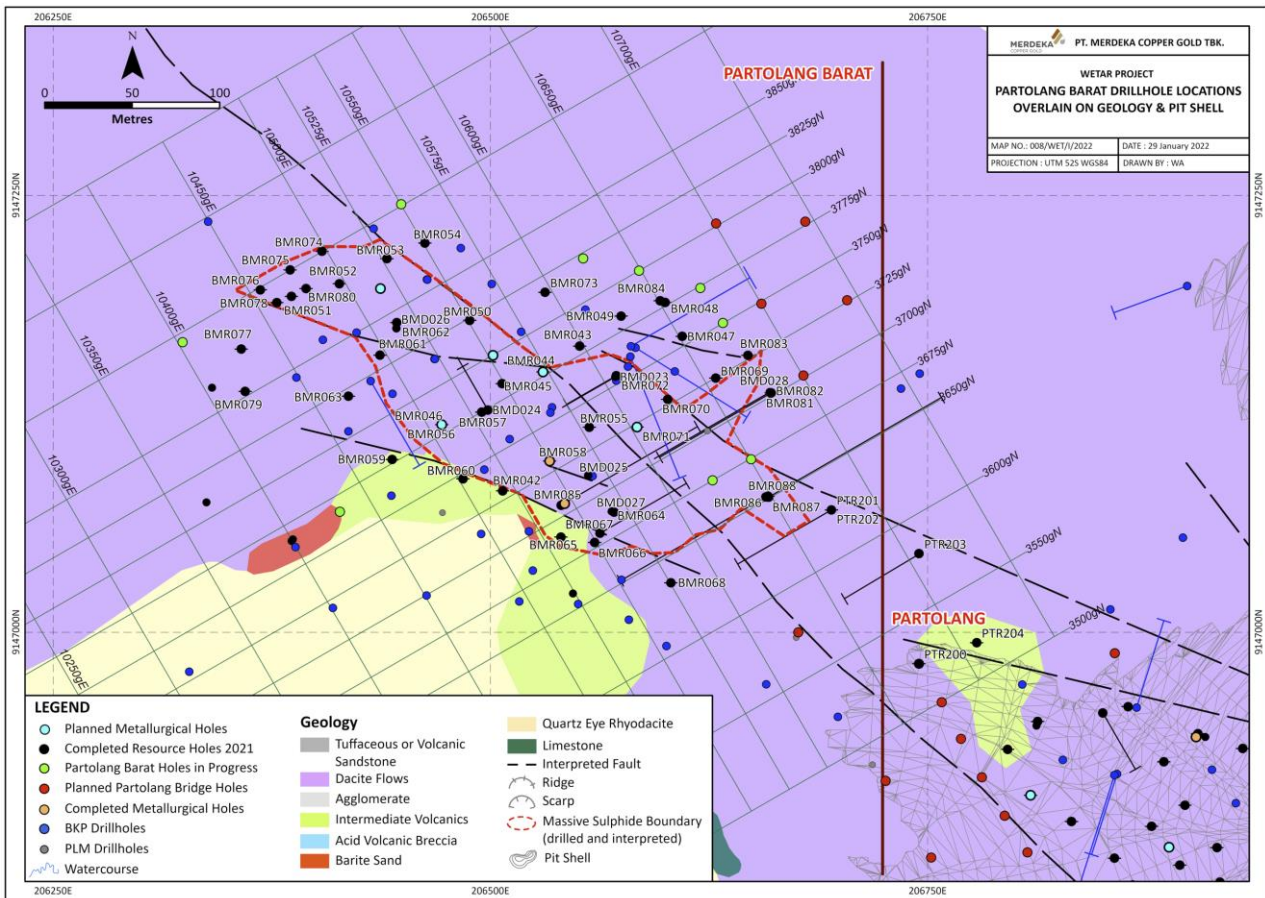 206250E
206500E
206750E
MERDEKA
COPPER GOLD
PT. MERDEKA COPPER GOLD TBK.
WETAR PROJECT
PARTOLANG BARAT DRILLHOLE LOCATIONS
OVERLAIN ON GEOLOGY & PIT SHELL
MAP NO.: 008/WET/I/2022
DATE : 29 January 2022
PROJECTION : UTM 52S WGS84
DRAWN BY : WA
N
0
50
100
Metres
PARTOLANG BARAT
10700gE
10650gE
10600gE
10575gE
10550gE
10525gE
10500gE
10450gE
10400gE
10350gE
10300gE
10250gE
3850gN
3825gN
3800gN
3775gN
3750gN
3725gN
3700gN
3675gN
3650gN
3600gN
3550gN
3500gN
9147250N
9147250N
BMR074
BMR054
BMR053
BMR075
BMR076
BMR052
BMR078
BMR080
BMR051
BMR073
BMR084
BMR048
BMR049
BMD026
BMR062
BMR050
BMR077
BMR061
BMR043
BMR047
BMR083
BMR044
BMR045
BMD023
BMR072
BMR069
BMD028
BMR082
BMR081
BMR079
BMR063
BMR046
BMR056
BMD024
BMR057
BMR055
BMR070
BMR071
BMR059
BMR058
BMR060
BMD025
BMR042
BMR085
BMD027
BMR064
BMR088
BMR086
BMR087
PTR201
PTR202
BMR067
BMR065
BMR066
BMR068
PTR203
PARTOLANG
PTR204
PTR200
9147000N
9147000N
LEGEND
Planned Metallurgical Holes
Completed Resource Holes 2021
Partolang Barat Holes in Progress
Planned Partolang Bridge Holes
Completed Metallurgical Holes
BKP Drillholes
PLM Drillholes
Watercourse
Geology
Tuffaceous or Volcanic
Sandstone
Dacite Flows
Agglomerate
Intermediate Volcanics
Acid Volcanic Breccia
Barite Sand
Quartz Eye Rhyodacite
Limestone
Interpreted Fault
Ridge
Scarp
Massive Sulphide Boundary
(drilled and interpreted)
Pit Shell
206250E
206500E
206750E